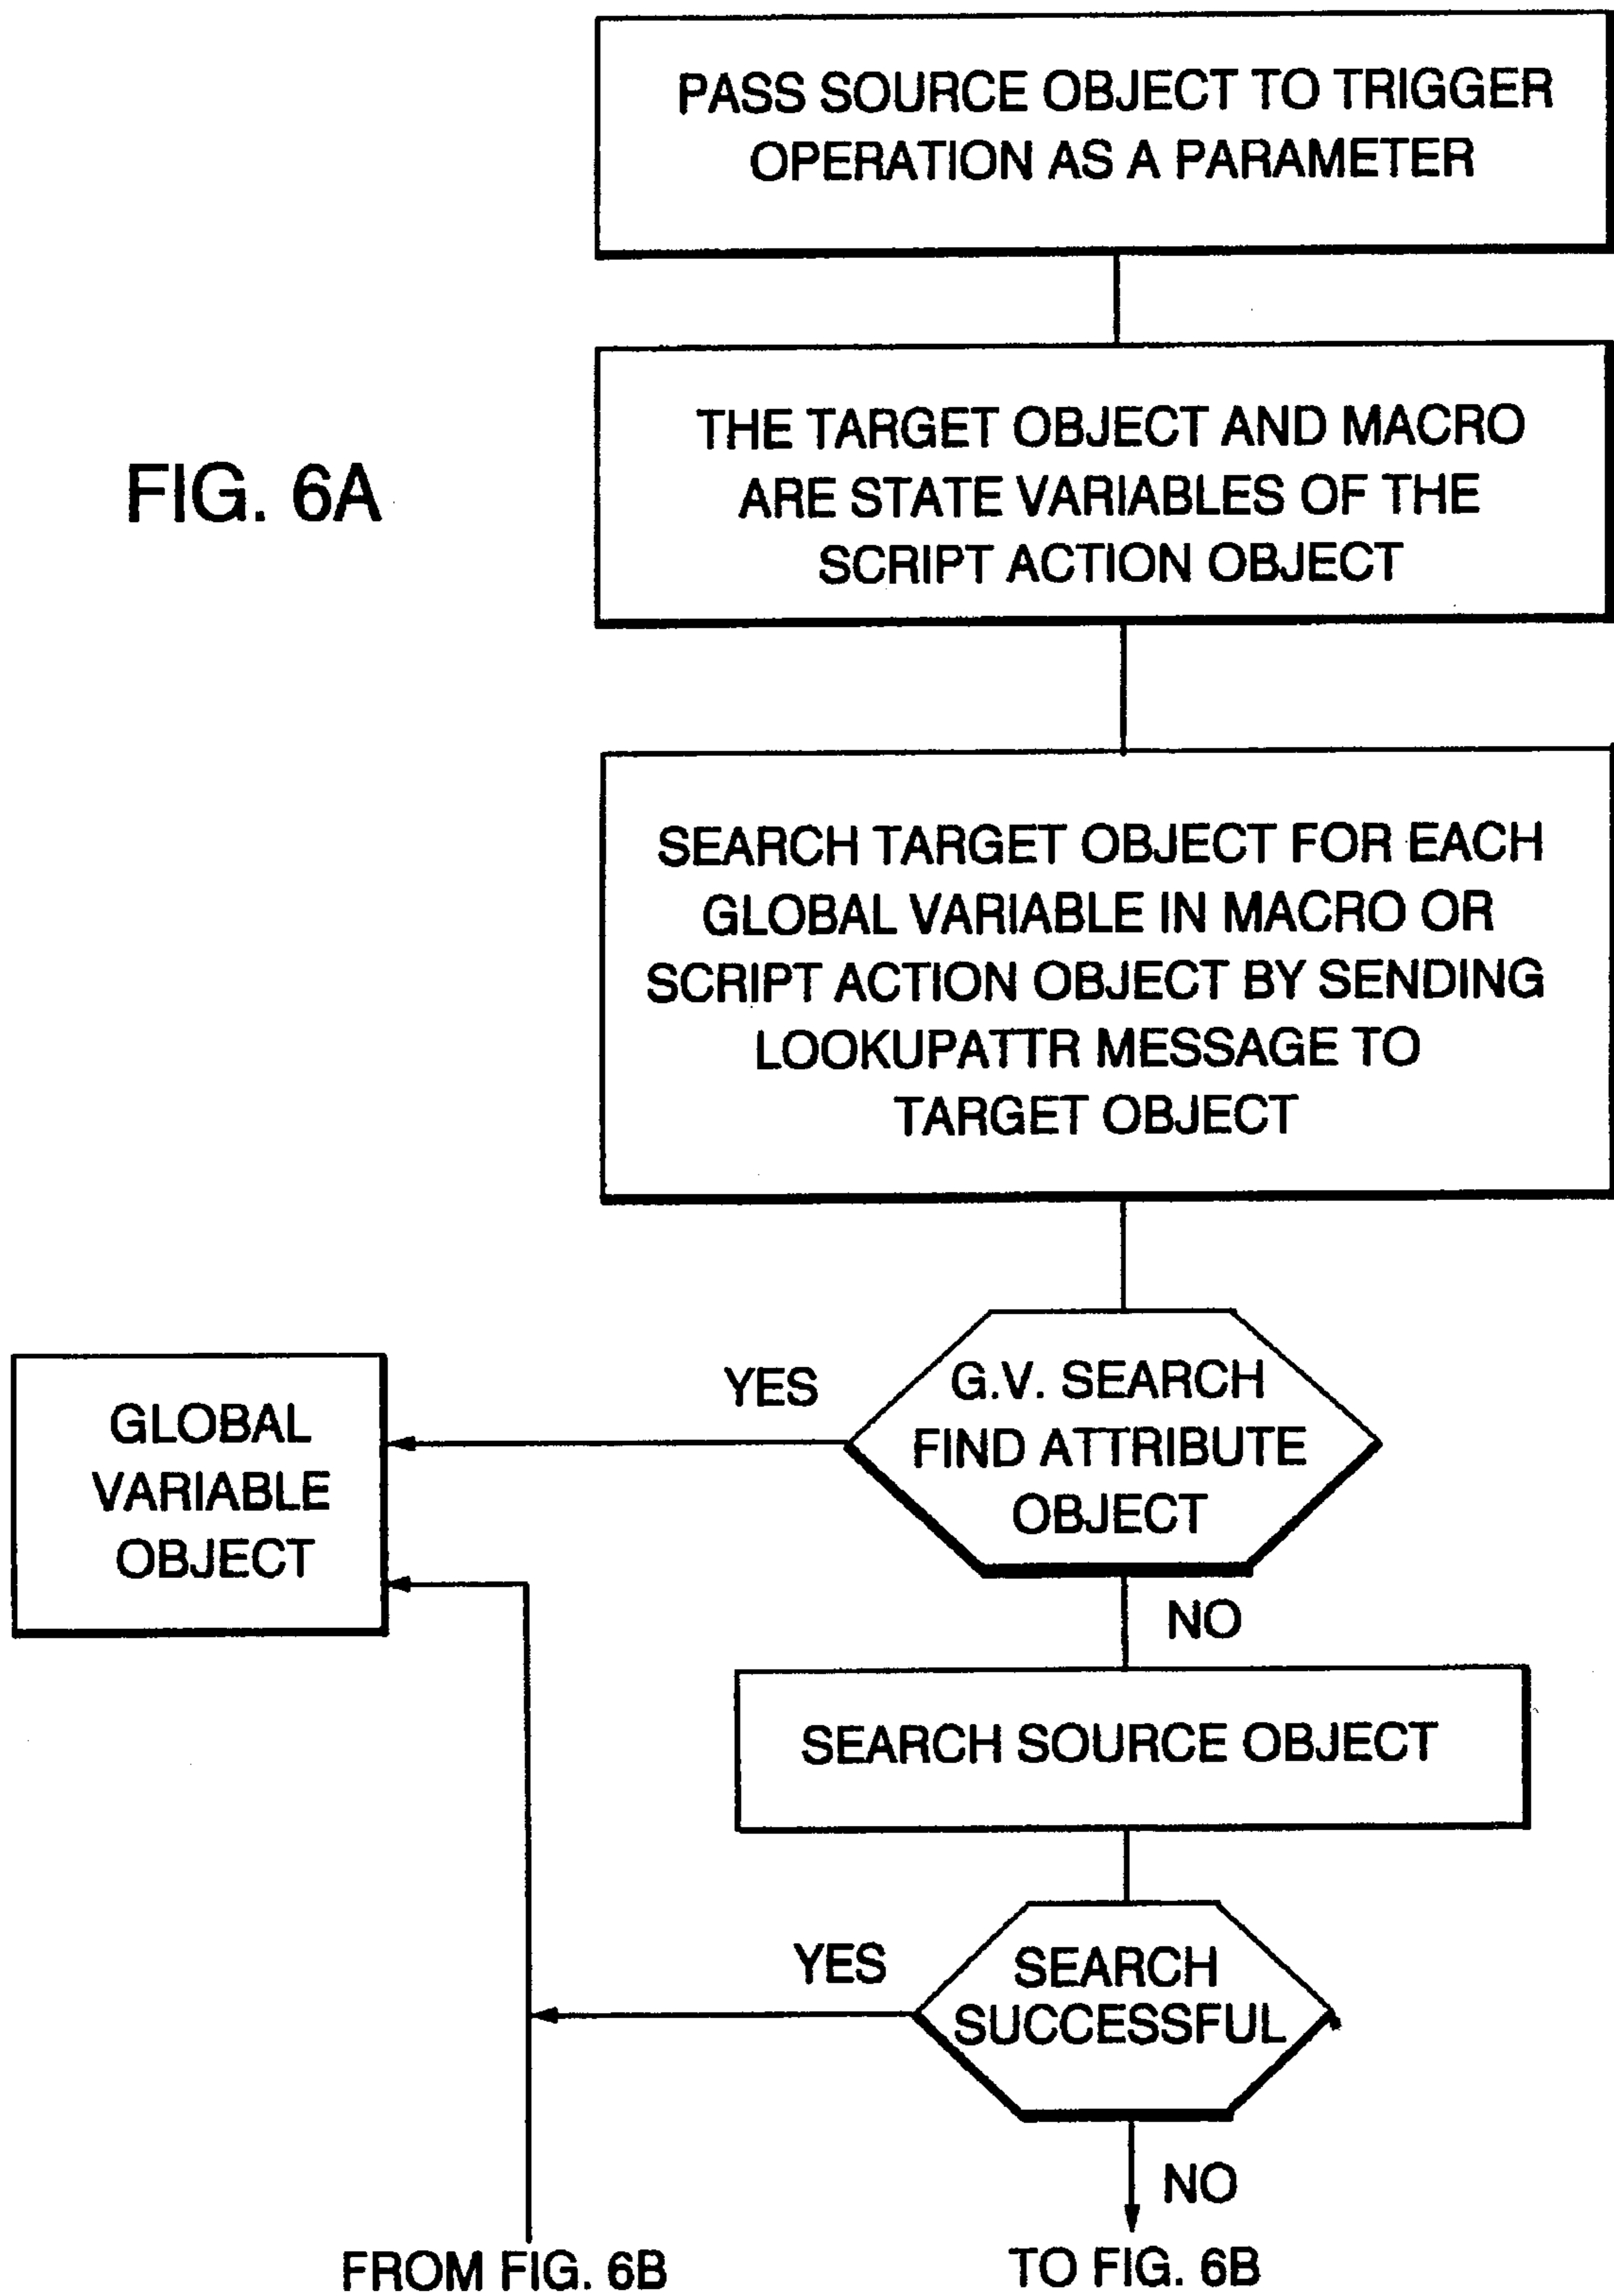 PASS SOURCE OBJECT TO TRIGGER
OPERATION AS A PARAMETER
FIG. 6A
THE TARGET OBJECT AND MACRO
ARE STATE VARIABLES OF THE
SCRIPT ACTION OBJECT
SEARCH TARGET OBJECT FOR EACH
GLOBAL VARIABLE IN MACRO OR
SCRIPT ACTION OBJECT BY SENDING
LOOKUPATTR MESSAGE TO
TARGET OBJECT
G.V. SEARCH
FIND ATTRIBUTE
OBJECT
YES
GLOBAL
VARIABLE
OBJECT
NO
SEARCH SOURCE OBJECT
SEARCH
SUCCESSFUL
YES
NO
FROM FIG. 6B
TO FIG. 6B